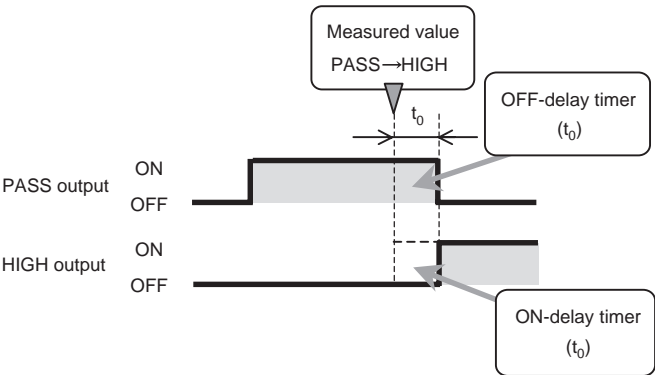 Measured value
PASS→HIGH
t₀
OFF-delay timer
(t₀)
PASS output
ON
OFF
HIGH output
ON
OFF
ON-delay timer
(t₀)